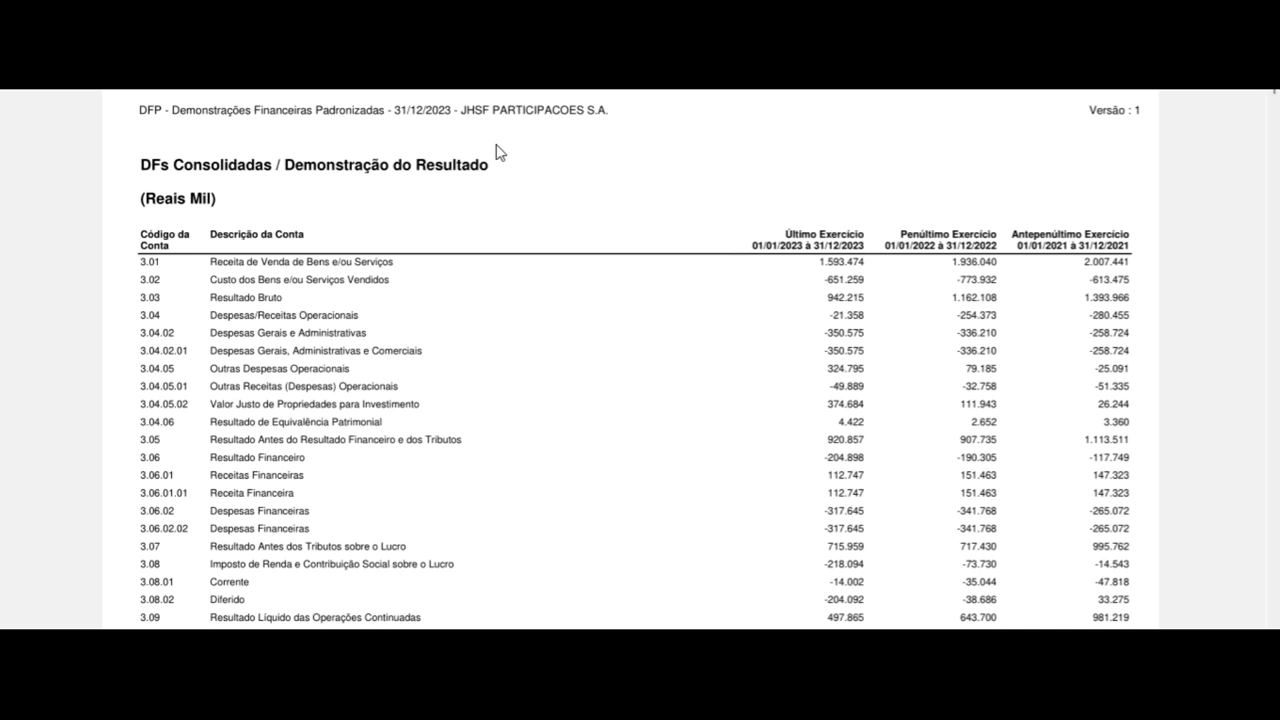 DFP - Demonstrações Financeiras Padronizadas - 31/12/2023 - JHSF PARTICIPACOES S.A. Versão : 1
DFs Consolidadas / Demonstração do Resultado
(Reais Mil)
Código da Conta Descrição da Conta Último Exercício 01/01/2023 à 31/12/2023 Penúltimo Exercício 01/01/2022 à 31/12/2022 Antepenúltimo Exercício 01/01/2021 à 31/12/2021
3.01 Receita de Venda de Bens e/ou Serviços 1.593.474 1.936.040 2.007.441
3.02 Custo dos Bens e/ou Serviços Vendidos -651.259 -773.932 -613.475
3.03 Resultado Bruto 942.215 1.162.108 1.393.966
3.04 Despesas/Receitas Operacionais -21.358 -254.373 -280.455
3.04.02 Despesas Gerais e Administrativas -350.575 -336.210 -258.724
3.04.02.01 Despesas Gerais, Administrativas e Comerciais -350.575 -336.210 -258.724
3.04.05 Outras Despesas Operacionais 324.795 79.185 -25.091
3.04.05.01 Outras Receitas (Despesas) Operacionais -49.889 -32.758 -51.335
3.04.05.02 Valor Justo de Propriedades para Investimento 374.684 111.943 26.244
3.04.06 Resultado de Equivalência Patrimonial 4.422 2.652 3.360
3.05 Resultado Antes do Resultado Financeiro e dos Tributos 920.857 907.735 1.113.511
3.06 Resultado Financeiro -204.898 -190.305 -117.749
3.06.01 Receitas Financeiras 112.747 151.463 147.323
3.06.01.01 Receita Financeira 112.747 151.463 147.323
3.06.02 Despesas Financeiras -317.645 -341.768 -265.072
3.06.02.02 Despesas Financeiras -317.645 -341.768 -265.072
3.07 Resultado Antes dos Tributos sobre o Lucro 715.959 717.430 995.762
3.08 Imposto de Renda e Contribuição Social sobre o Lucro -218.094 -73.730 -14.543
3.08.01 Corrente -14.002 -35.044 -47.818
3.08.02 Diferido -204.092 -38.686 33.275
3.09 Resultado Líquido das Operações Continuadas 497.865 643.700 981.219